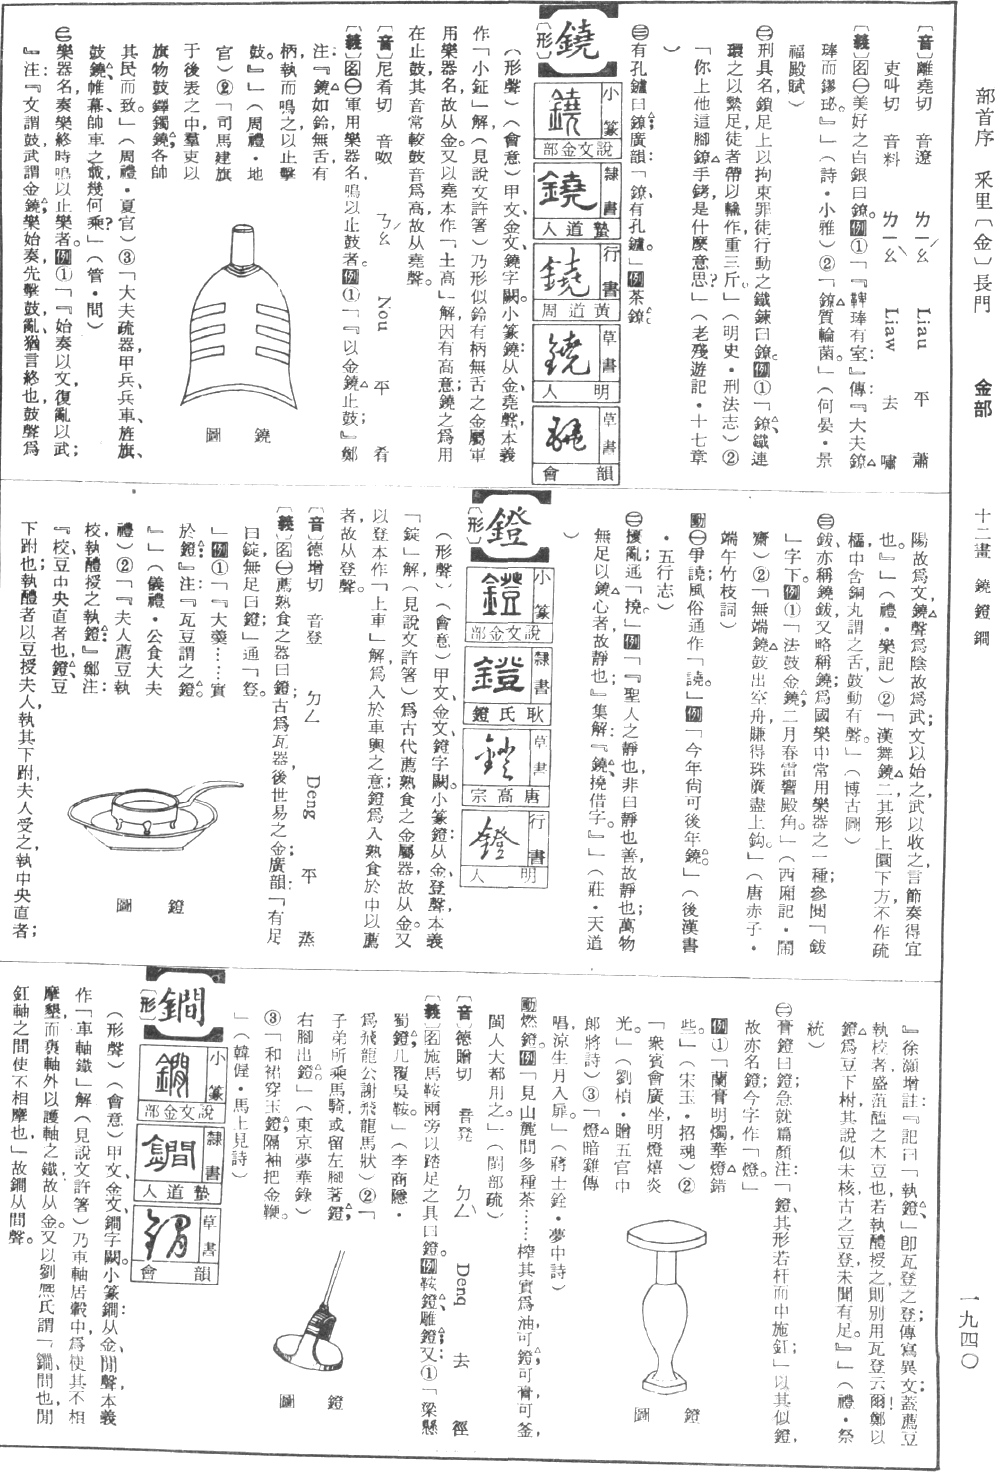 部首序 釆里〔金〕長門 金部 十二畫 鐃 鐙 鐧 一九四〇
〔音〕離堯切 音遼 ㄌㄧㄠˊ Liau 平 蕭
吏叫切 音料 ㄌㄧㄠˋ Liaw 去 嘯
〔義〕名㊀美好之白銀曰鐐。例①「『鞞琫有室:』傳『大夫鐐
琫而鏐珌。』」(詩·小雅)②「鐐質輪菌。」(何晏·景
福殿賦)
㊁刑具名,鎖足上以拘束罪徒行動之鐵鍊曰鐐。例①「鐐,鐵連
環之以縶足,徒者帶以輸作,重三斤。」(明史·刑法志)②
「你上他這腳鐐手銬是什麼意思?」(老殘遊記·十七章
)
㊂有孔鑪曰鐐;廣韻:「鐐,有孔鑪。」例茶鐐。
鐃
〔形〕
小篆 說文金部
隸書 蟄道人
行書 黃道周
草書 明人
草書 韻會
(形聲)(會意)甲文、金文鐃字闕。小篆鐃:从金、堯聲,本義
作「小鉦」解(見說文許箸)乃形似鈴有柄無舌之金屬軍
用樂器名,故从金。又以堯本作「土高」解,因有高意;鐃之爲用
在止鼓,其音常較鼓音爲高,故从堯聲。
〔音〕尼肴切 音呶 ㄋㄠˊ Nau 平 肴
〔義〕名㊀軍用樂器名,鳴以止鼓者。例①「『以金鐃止鼓;』鄭
注:『鐃如鈴,無舌有
柄,執而鳴之,以止擊
鼓。』」(周禮·地
官)②「司馬建旗
于後表之中,羣吏以
旗物鼓鐸鐲鐃,各帥
其民而致。」(周禮·夏官)③「大夫疏器:甲兵、兵車、旌旗、
鼓鐃、帷幕、帥車之載幾何乘?」(管·問)
鐃 圖
㊁樂器名,奏樂終時鳴以止樂者。例①「『始奏以文,復亂以武;
』注:『文謂鼓,武謂金鐃;樂始奏先擊鼓,亂猶言終也,鼓聲爲
陽,故爲文,鐃聲爲陰,故爲武;文以始之,武以收之,言節奏得宜
也。』」(禮·樂記)②「漢舞鐃二,其形上圓下方,不作疏
櫺,中含銅丸,謂之舌,鼓動有聲。」(博古圖)
㊂鈸亦稱鐃鈸,又略稱鐃;爲國樂中常用樂器之一種;參閱「鈸
」字下。例①「法鼓金鐃,二月春雷響殿角。」(西廂記·鬧
齋)②「無端鐃鼓出空舟,賺得珠簾盡上鈎。」(唐赤子·
端午竹枝詞)
動㊀爭譊,風俗通作「譊。」例「今年尙可後年鐃。」(後漢書
·五行志)
㊁擾亂;通「撓。」例「『聖人之靜也,非曰靜也善,故靜也;萬物
無足以鐃心者,故靜也』集解:『鐃,撓借字。』」(莊·天道
)
鐙
〔形〕
小篆 說文金部
隸書 耿氏鐙
草書 唐高宗
行書 明人
(形聲)(會意)甲文、金文、鐙字闕。小篆鐙:从金、登聲,本義
「錠」解(見說文許箸)爲古代薦熟食之金屬器,故从金。又
以登本作「上車」解,爲入於車輿之意;鐙爲入熟食於中以薦
者,故从登聲。
〔音〕德增切 音登 ㄉㄥ Deng 平 蒸
〔義〕名㊀薦熟食之器曰鐙;古爲瓦器,後世易之金;廣韻:「有足
曰錠,無足曰鐙;」通「登。
」例①「『大羹……實
於鐙:』注:『瓦豆謂之鐙。
』」(儀禮·公食大夫
禮)②「『夫人薦豆執
校,執醴授之執鐙:』鄭注:
『校,豆中央直者也,鐙,豆
下跗也;執醴者以豆授夫人,執其下跗,夫人受之,執中央直者;
鐙 圖
』徐灝增註:『記曰「執鐙」卽瓦登之登,傳寫異文;蓋薦豆
執校者,盛菹醢之木豆也;若執醴授之則別用瓦登云爾!鄭以
鐙爲豆下柎,其說似未核,古之豆登,未聞有足。』」(禮·祭
統)
㊁膏鐙曰鐙;急就篇顏注:「鐙,其形若杆而中施釭;」以其似鐙,
故亦名鐙;今字作「燈。」
例①「蘭膏明燭,華鐙錯
些。」(宋玉·招魂)②
「衆賓會廣坐,明鐙熺炎
光。」(劉楨·贈五官中
郎將詩)③「燈暗雞傳
唱,涼生月入扉。」(蔣士銓·夢中詩)
鐙 圖
動燃鐙。例「見山麓間多種茶……榨其實爲油,可鐙,可膏,可釜,
閩人大都用之。」(閩部疏)
〔音〕德贈切 音凳 ㄉㄥˋ Denq 去 徑
〔義〕名施馬鞍兩旁以踏足之具曰鐙。例鞍鐙、雕鐙;又:①「梁懸
蜀鐙,几覆吳鞍。」(李商隱·
爲飛龍公謝飛龍馬狀)②「
子弟所乘馬騎,或留左腳著鐙;
右腳出鐙。」(東京夢華錄)
③「和裙穿玉鐙,隔袖把金鞭。
」(韓偓·馬上見詩)
鐙 圖
鐧
〔形〕
小篆 說文金部
隸書 蟄道人
草書 韻會
(形聲)(會意)甲文、金文、鐧字闕。小篆鐧:从金、閒聲,本義
作「車軸鐵」解(見說文許箸)乃車軸居轂中,爲使其不相
摩墾而裹軸外以護軸之鐵,故从金。又以劉熙氏謂「鐧,間也,閒
釭軸之間使不相摩也,」故鐧从閒聲。